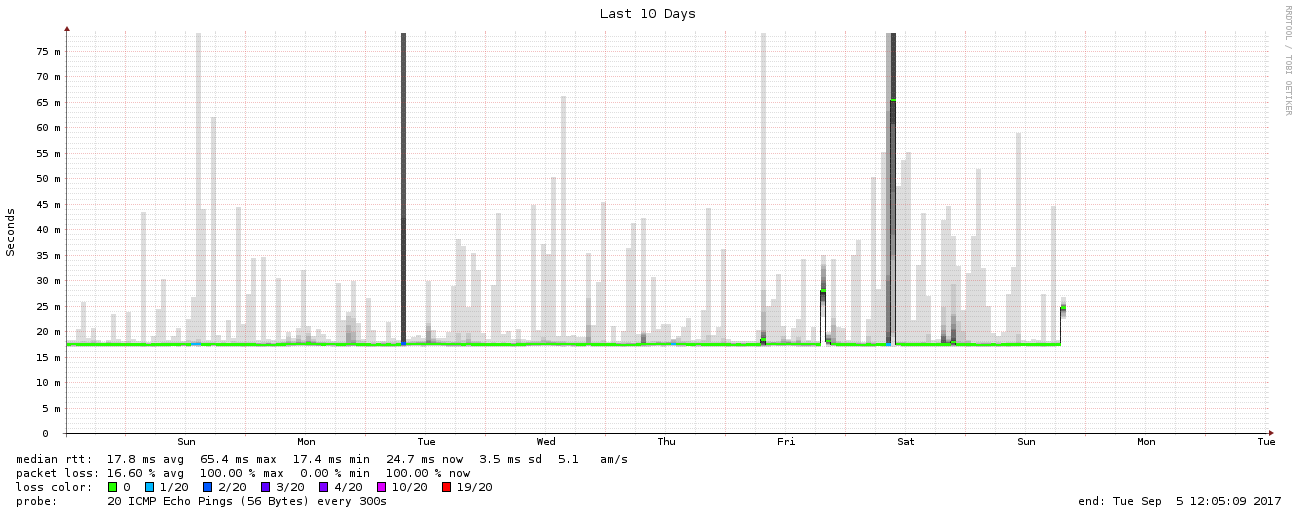 Last 10 Days
RRDTOOL / TOBI OETIKER
Seconds
75 m
70 m
65 m
60 m
55 m
50 m
45 m
40 m
35 m
30 m
25 m
20 m
15 m
10 m
5 m
0
Sun Mon Tue Wed Thu Fri Sat Sun Mon Tue
median rtt: 17.8 ms avg 65.4 ms max 17.4 ms min 24.7 ms now 3.5 ms sd 5.1 am/s
packet loss: 16.60 % avg 100.00 % max 0.00 % min 100.00 % now
loss color: 0 1/20 2/20 3/20 4/20 10/20 19/20
probe: 20 ICMP Echo Pings (56 Bytes) every 300s end: Tue Sep 5 12:05:09 2017